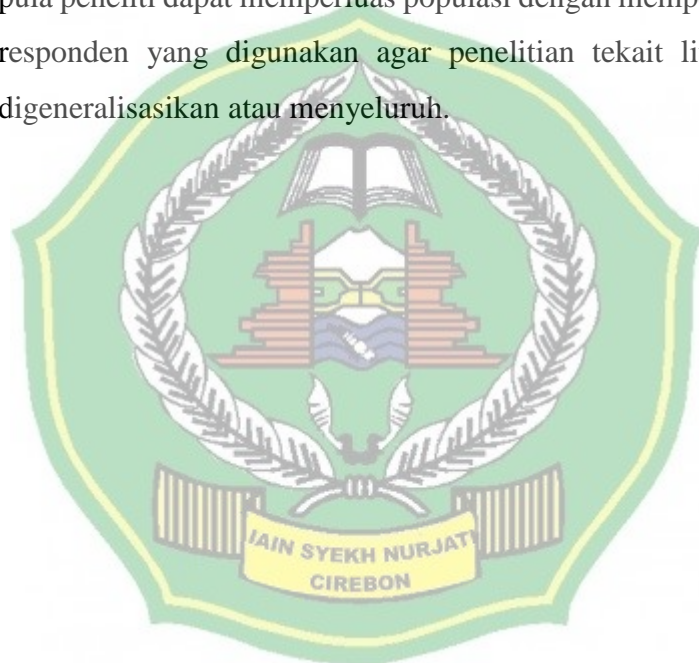 pula peneliti dapat memperluas populasi dengan memp
responden yang digunakan agar penelitian tekait li
digeneralisasikan atau menyeluruh.
IAIN SYEKH NURJATI
CIREBON